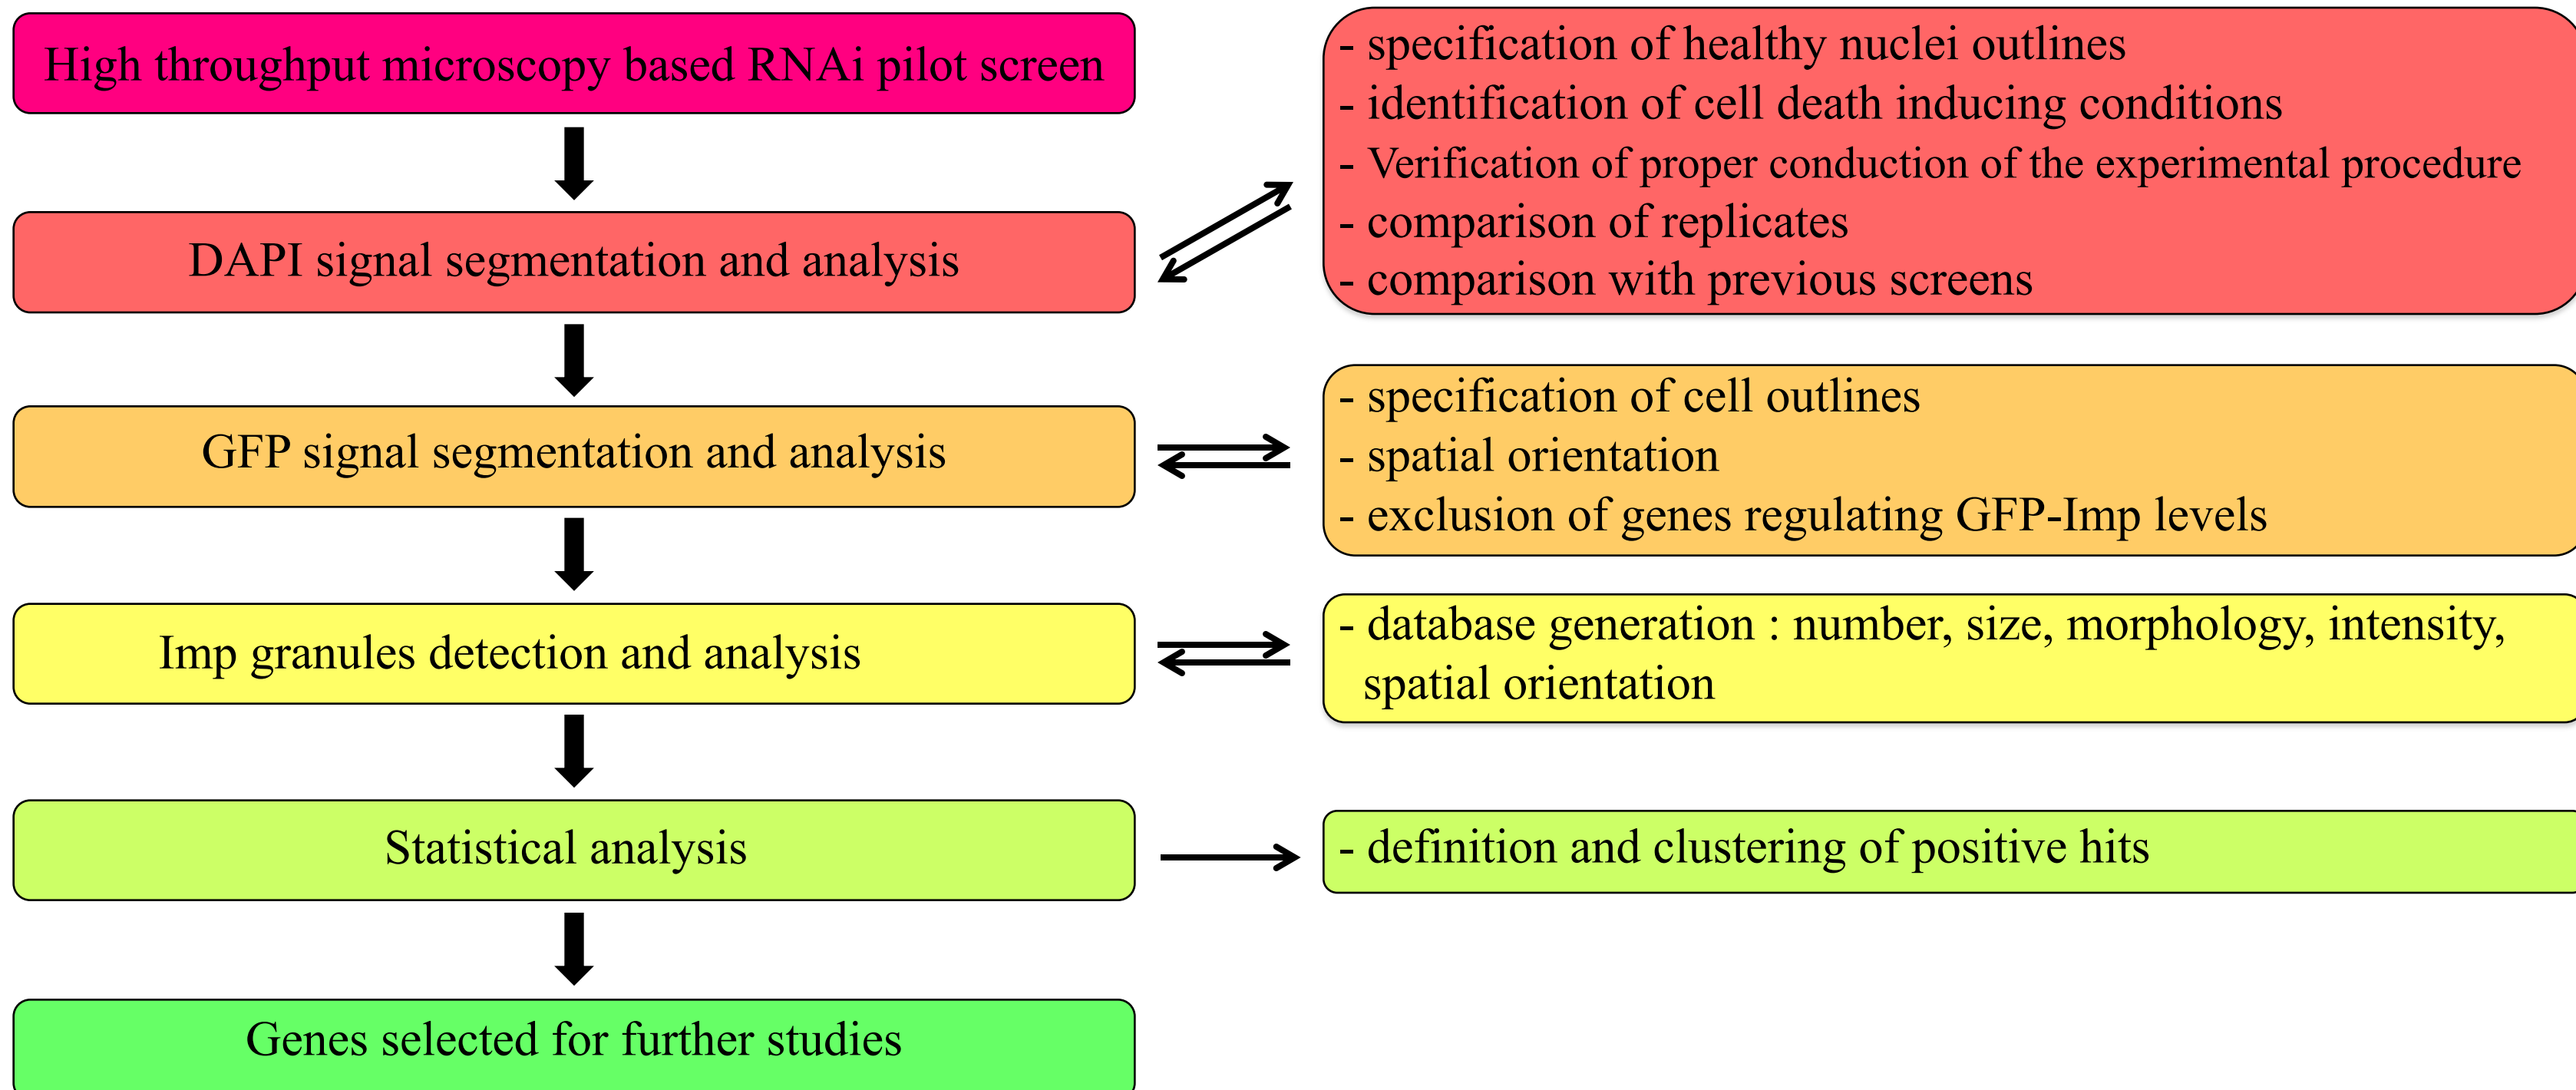 High throughput microscopy based RNAi pilot screen
- specification of healthy nuclei outlines
- identification of cell death inducing conditions
- Verification of proper conduction of the experimental procedure
- comparison of replicates
- comparison with previous screens
DAPI signal segmentation and analysis
GFP signal segmentation and analysis
- specification of cell outlines
- spatial orientation
- exclusion of genes regulating GFP-Imp levels
Imp granules detection and analysis
- database generation : number, size, morphology, intensity,
spatial orientation
Statistical analysis
- definition and clustering of positive hits
Genes selected for further studies